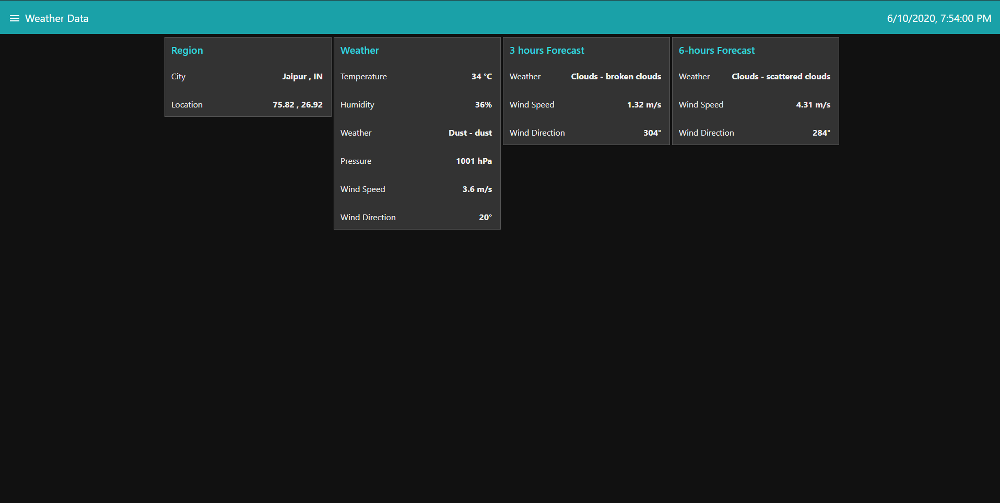 Weather Data
6/10/2020, 7:54:00 PM
Region
City Jaipur , IN
Location 75.82 , 26.92
Weather
Temperature 34 °C
Humidity 36%
Weather Dust - dust
Pressure 1001 hPa
Wind Speed 3.6 m/s
Wind Direction 20°
3 hours Forecast
Weather Clouds - broken clouds
Wind Speed 1.32 m/s
Wind Direction 304°
6-hours Forecast
Weather Clouds - scattered clouds
Wind Speed 4.31 m/s
Wind Direction 284°